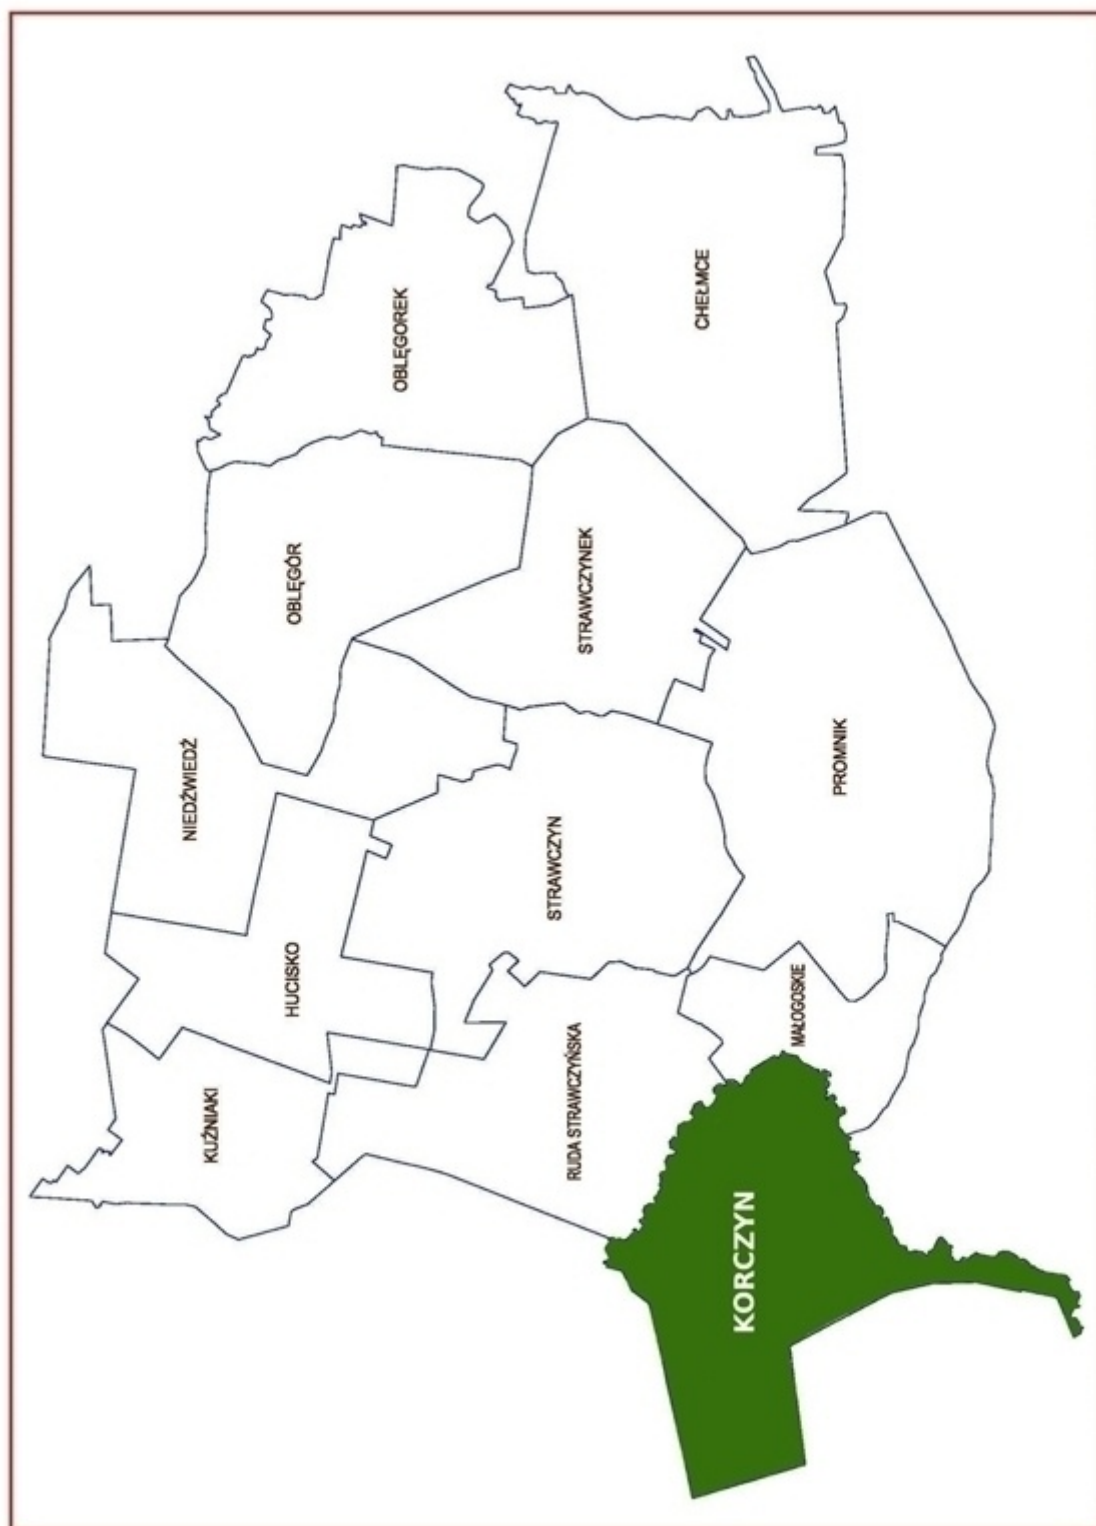 KUŹNIAKI
NIEDŹWIEDŹ
HUCISKO
OBLĘGÓR
OBLĘGOREK
RUDA STRAWCZYŃSKA
STRAWCZYN
STRAWCZYNEK
CHEŁMCE
KORCZYN
MAŁOGOSKIE
PROMNIK